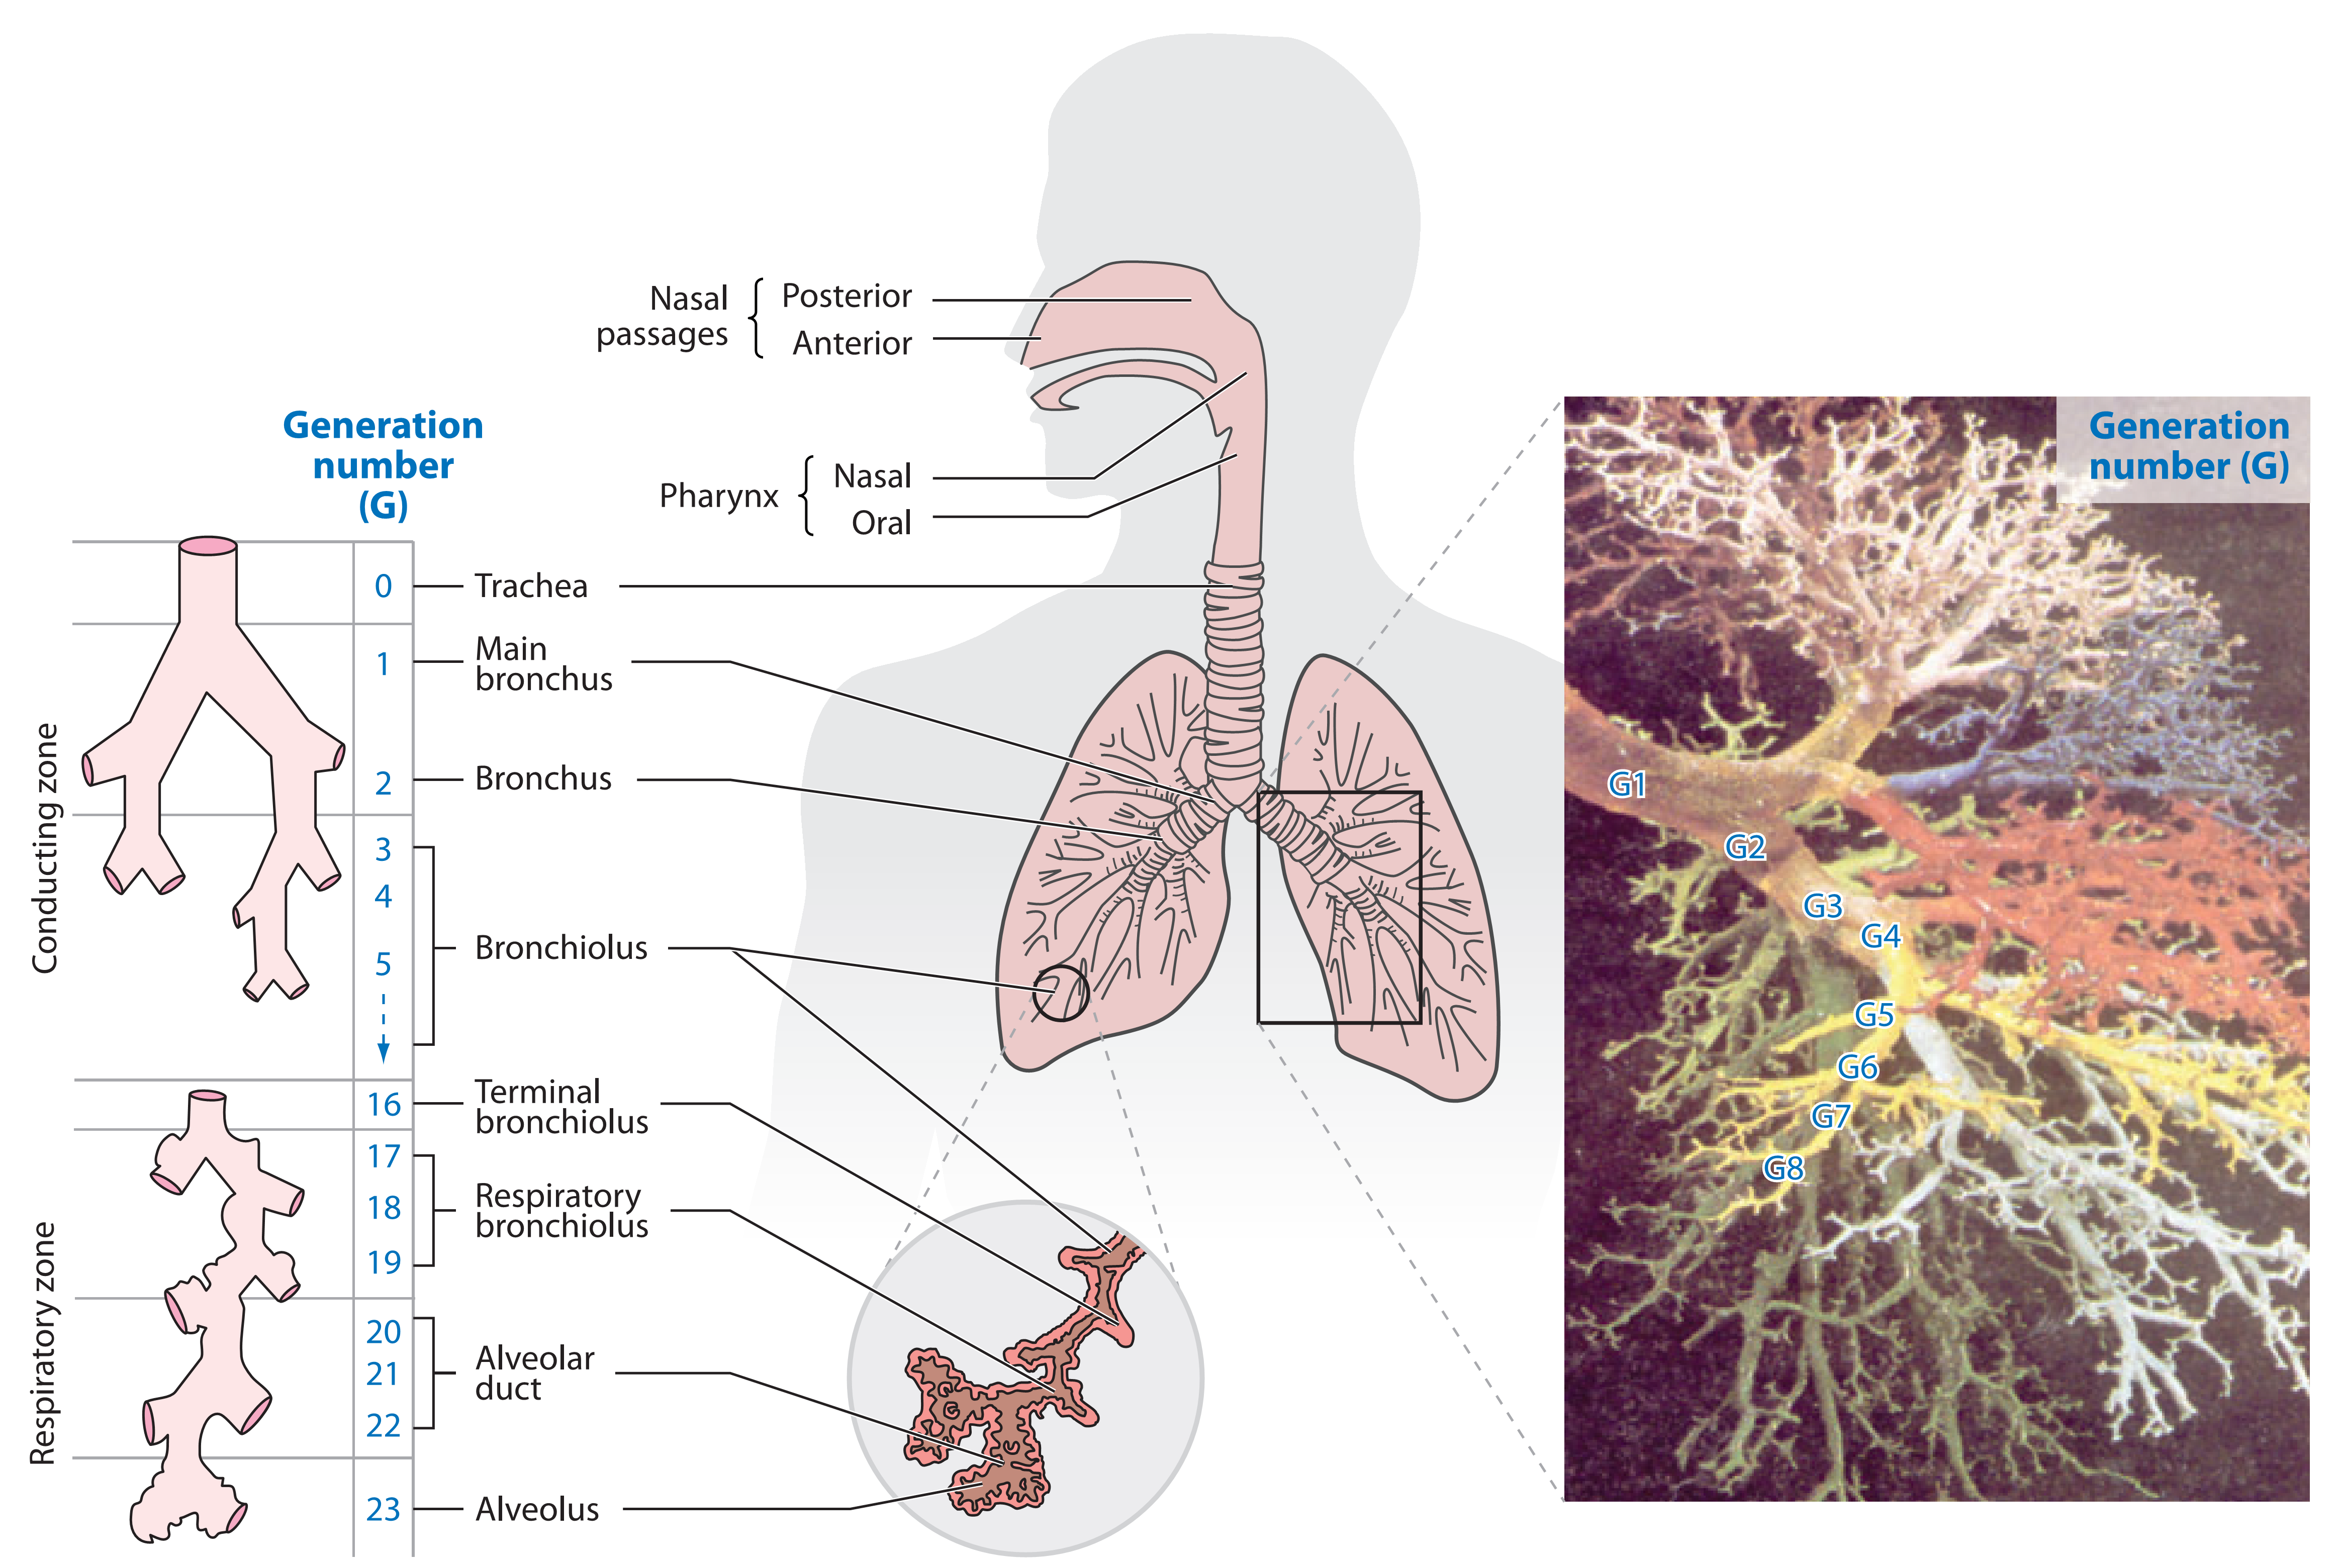 Nasal
passages
Posterior
Anterior
Pharynx
Nasal
Oral
Generation
number
(G)
Conducting zone
0
Trachea
1
Main
bronchus
2
Bronchus
3
4
5
Bronchiolus
Respiratory zone
16
Terminal
bronchiolus
17
18
19
Respiratory
bronchiolus
20
21
22
Alveolar
duct
23
Alveolus
Generation
number (G)
G1
G2
G3
G4
G5
G6
G7
G8